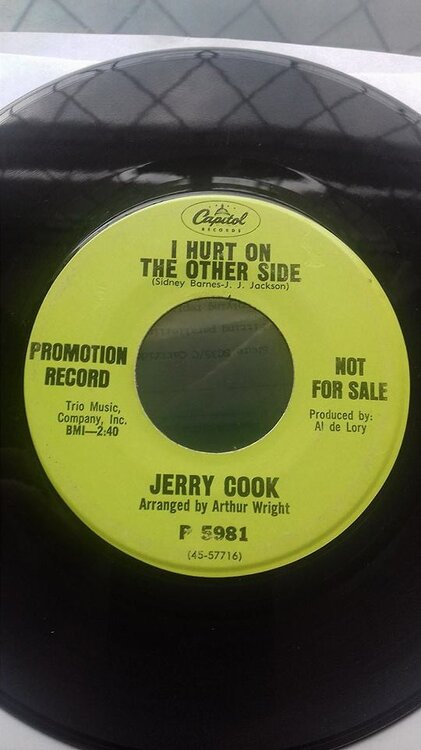 Capitol
RECORDS
I HURT ON
THE OTHER SIDE
(Sidney Barnes-J. J. Jackson)
PROMOTION
RECORD
Trio Music,
Company, Inc.
BMI—2:40
NOT
FOR SALE
Produced by:
Al de Lory
JERRY COOK
Arranged by Arthur Wright
P 5981
(45-57716)